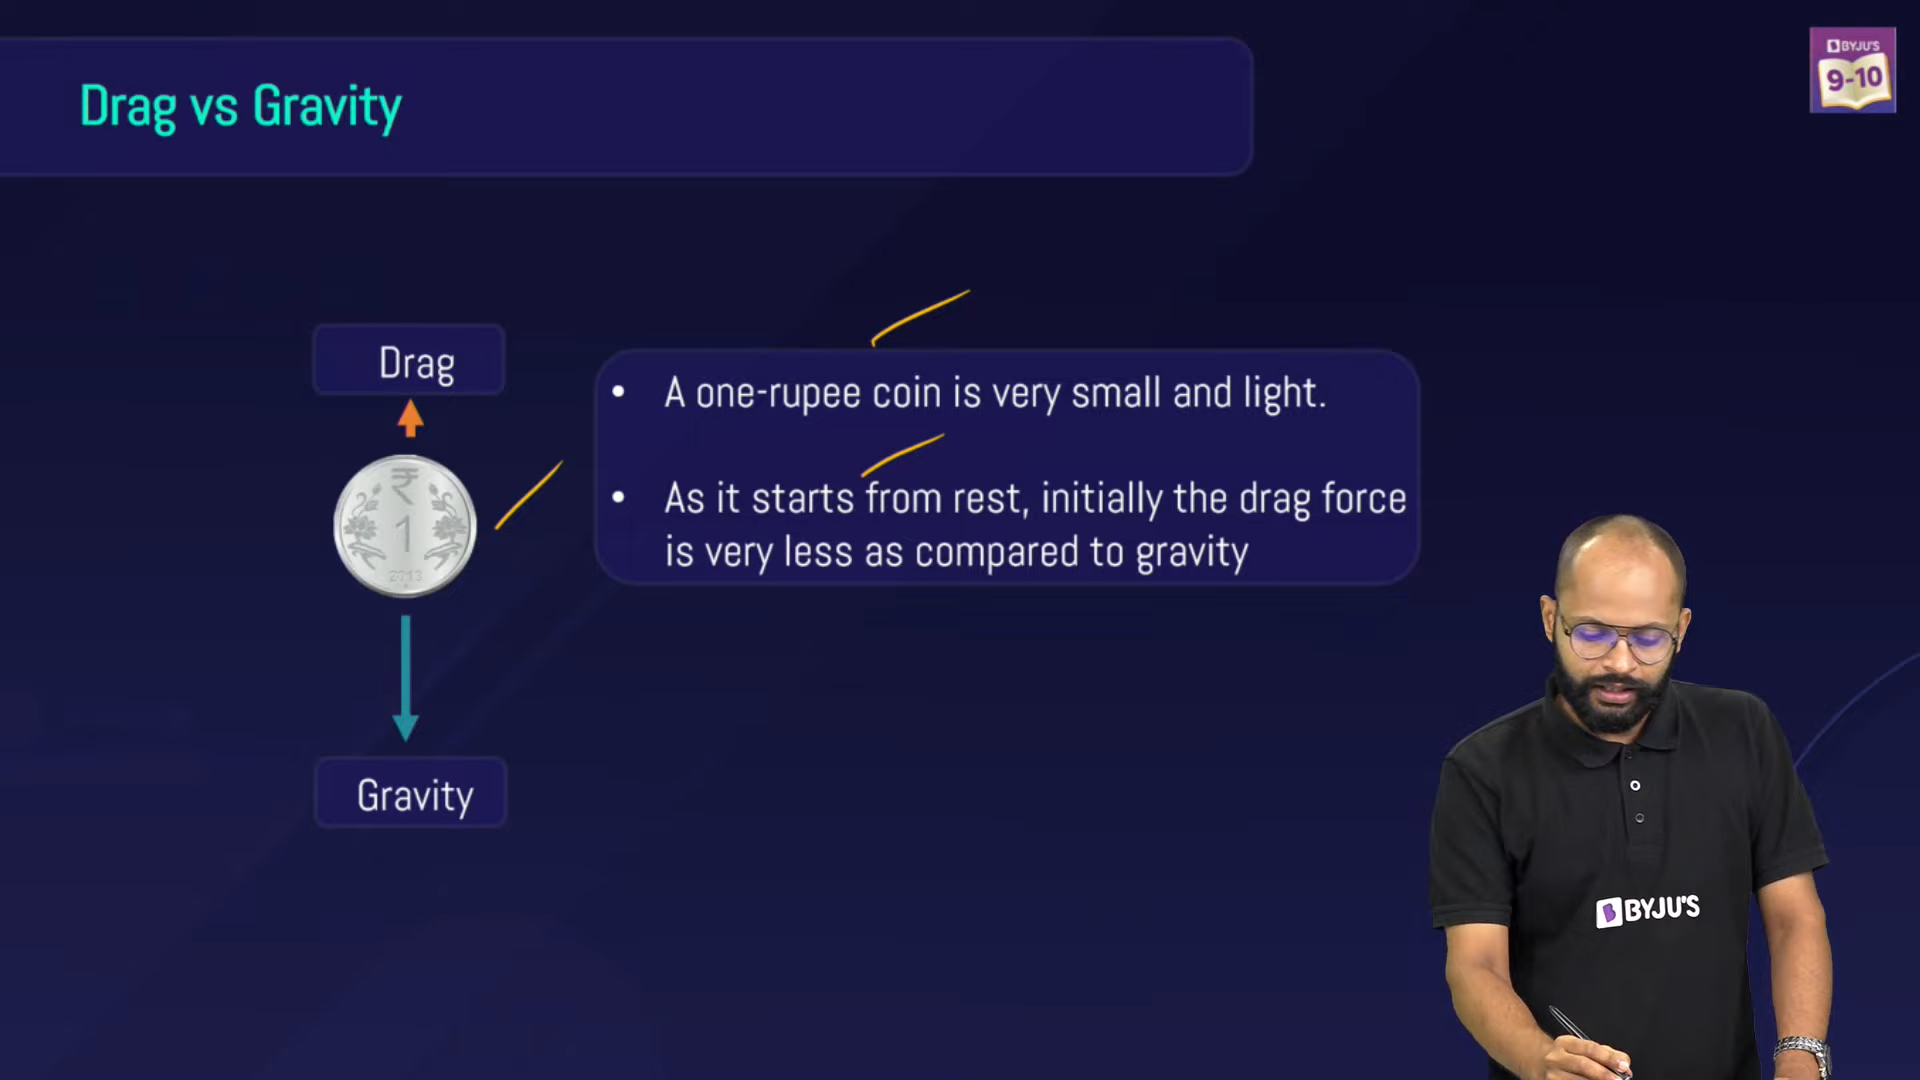 BYJU'S
9-10
Drag vs Gravity
Drag
₹
1
2013
Gravity
• A one-rupee coin is very small and light.
• As it starts from rest, initially the drag force
is very less as compared to gravity
BYJU'S